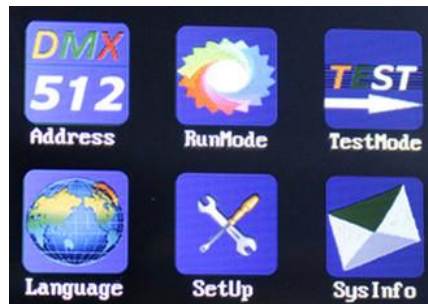 DMX
512
Address
RunMode
TEST
TestMode
Language
SetUp
SysInfo